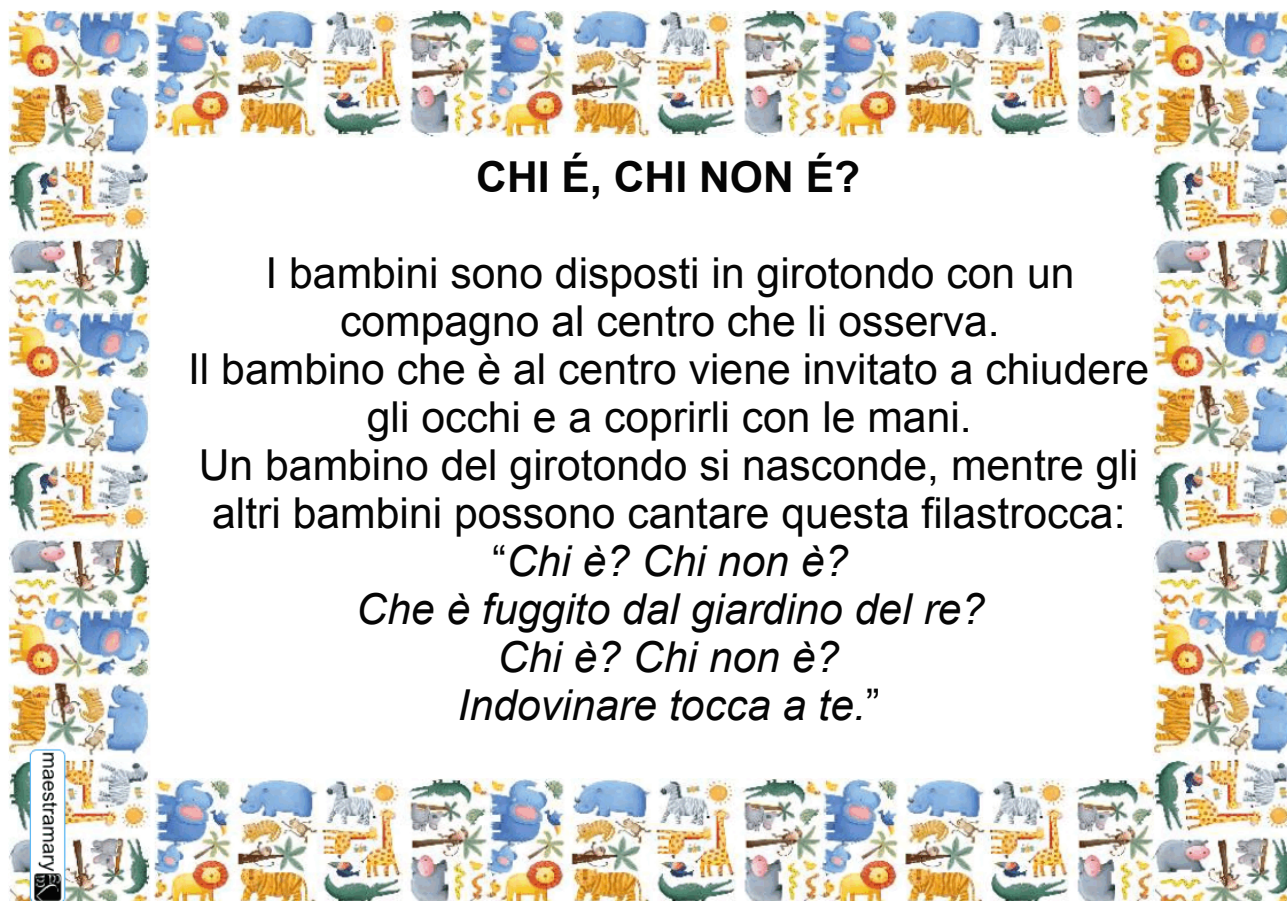 CHI É, CHI NON É?
I bambini sono disposti in girotondo con un
compagno al centro che li osserva.
Il bambino che è al centro viene invitato a chiudere
gli occhi e a coprirli con le mani.
Un bambino del girotondo si nasconde, mentre gli
altri bambini possono cantare questa filastrocca:
“Chi è? Chi non è?
Che è fuggito dal giardino del re?
Chi è? Chi non è?
Indovinare tocca a te.”
maestramary